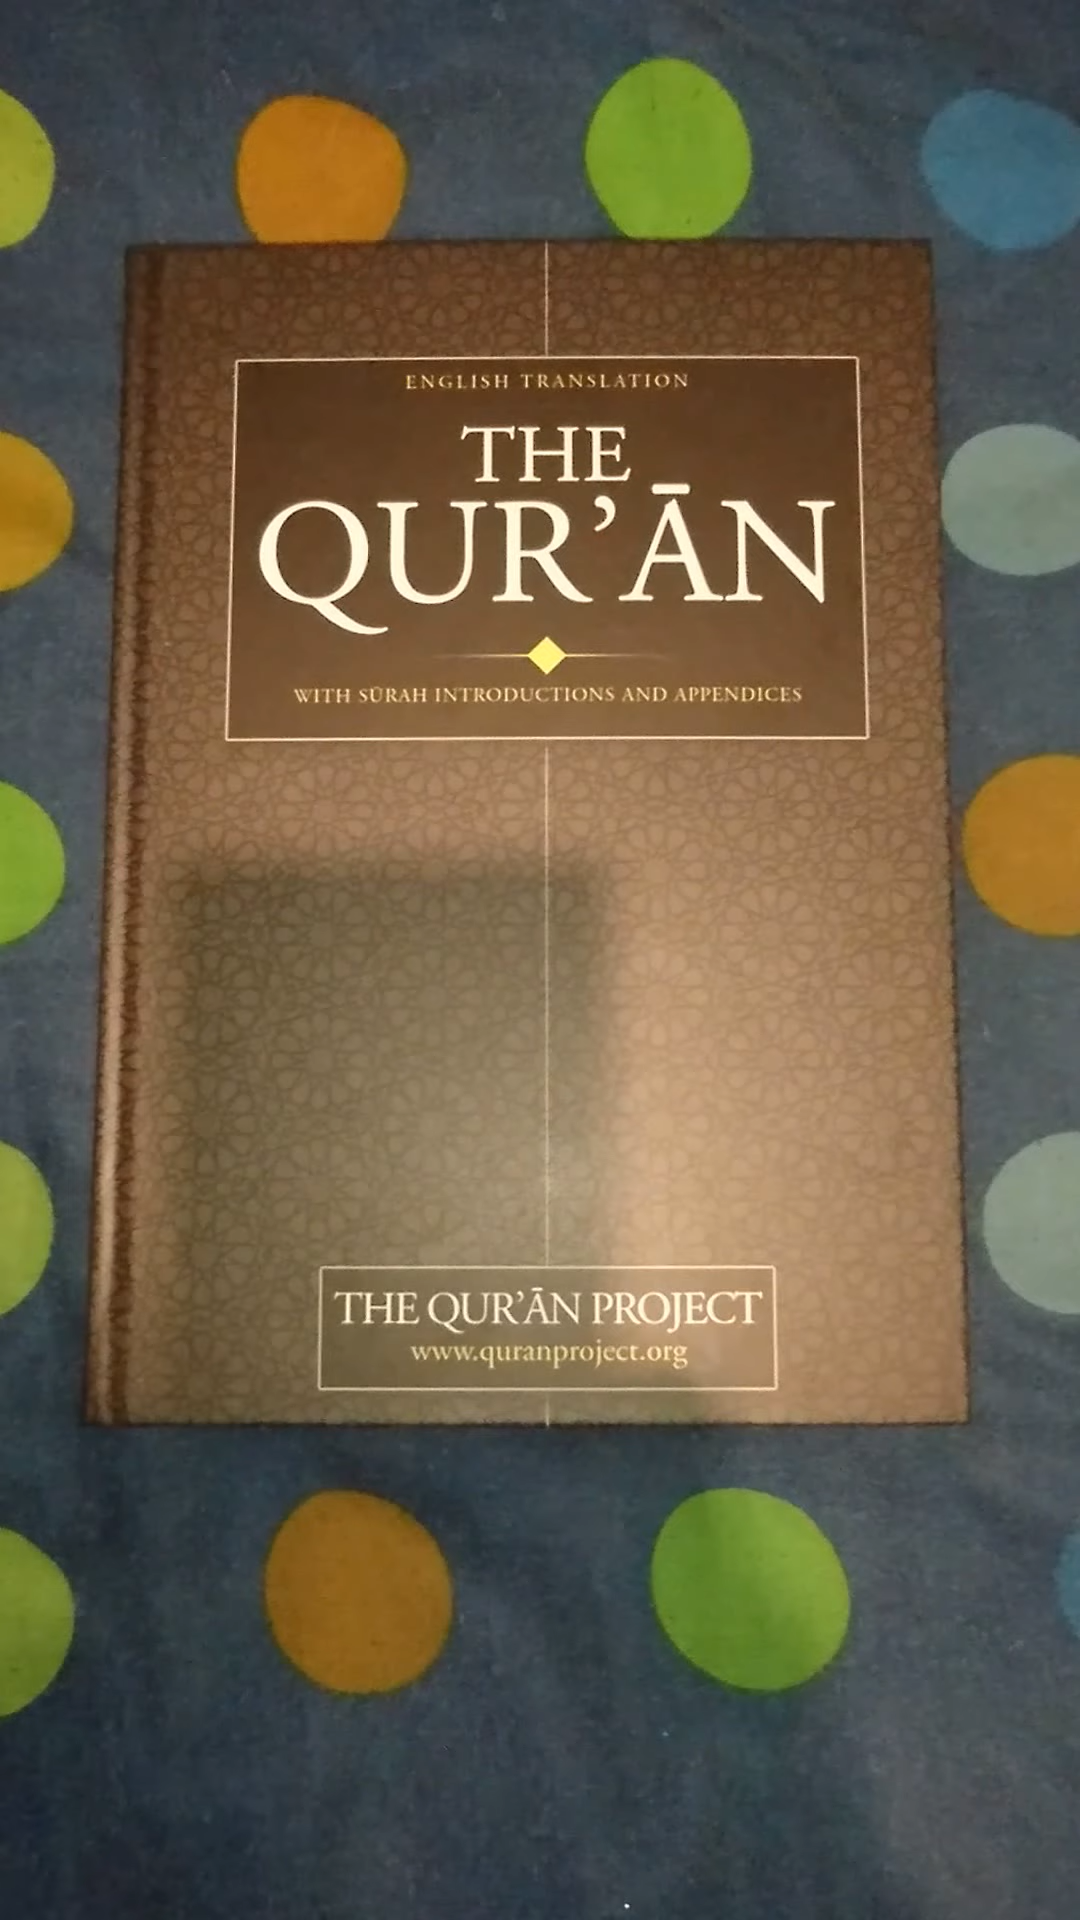 ENGLISH TRANSLATION
THE
QUR’ĀN
WITH SŪRAH INTRODUCTIONS AND APPENDICES
THE QUR’ĀN PROJECT
www.quranproject.org